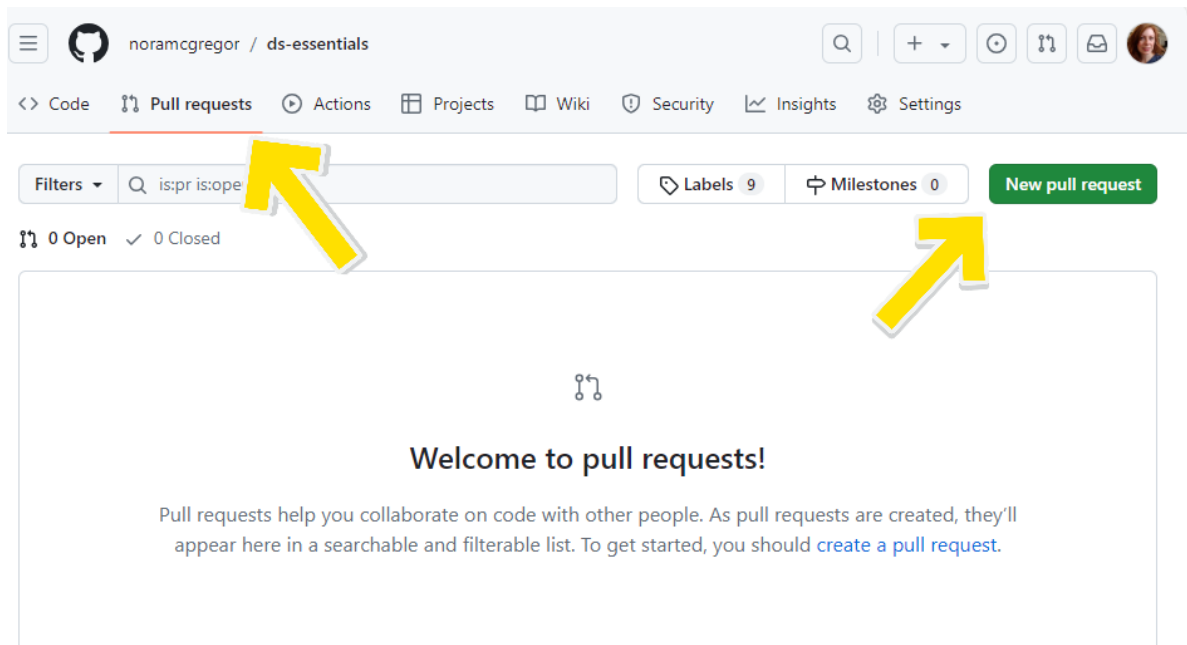 noramcgregor / ds-essentials
<> Code Pull requests Actions Projects Wiki Security Insights Settings
Filters is:pr is:ope Labels 9 Milestones 0 New pull request
0 Open 0 Closed
Welcome to pull requests!
Pull requests help you collaborate on code with other people. As pull requests are created, they'll
appear here in a searchable and filterable list. To get started, you should create a pull request.